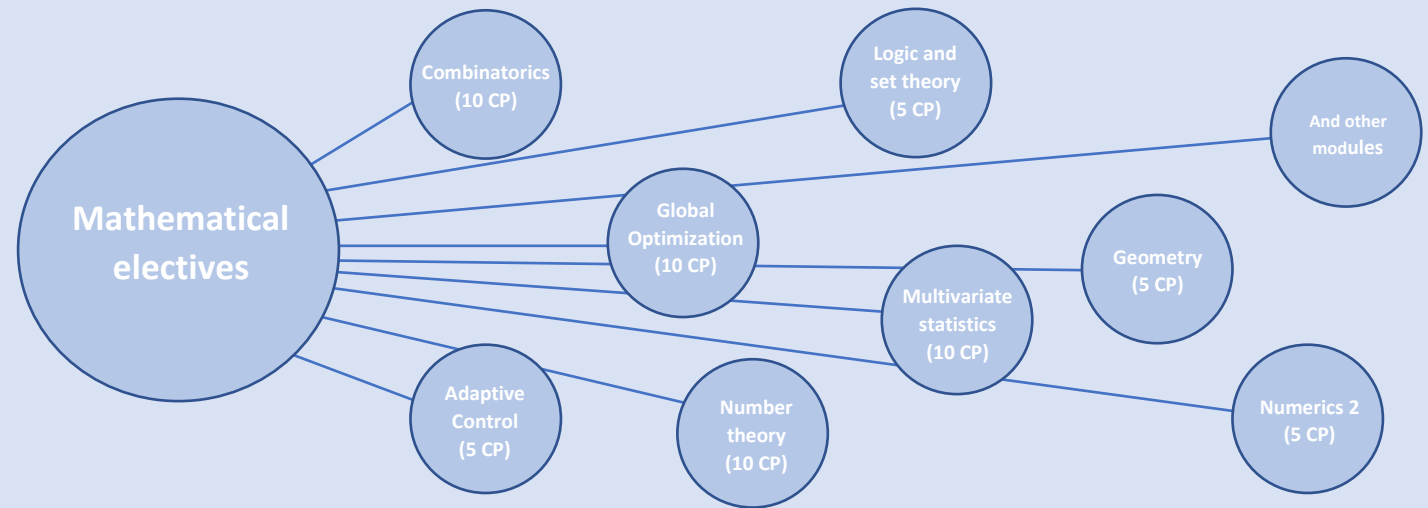 Mathematical
electives
Combinatorics
(10 CP)
Logic and
set theory
(5 CP)
And other
modules
Global
Optimization
(10 CP)
Geometry
(5 CP)
Multivariate
statistics
(10 CP)
Adaptive
Control
(5 CP)
Number
theory
(10 CP)
Numerics 2
(5 CP)